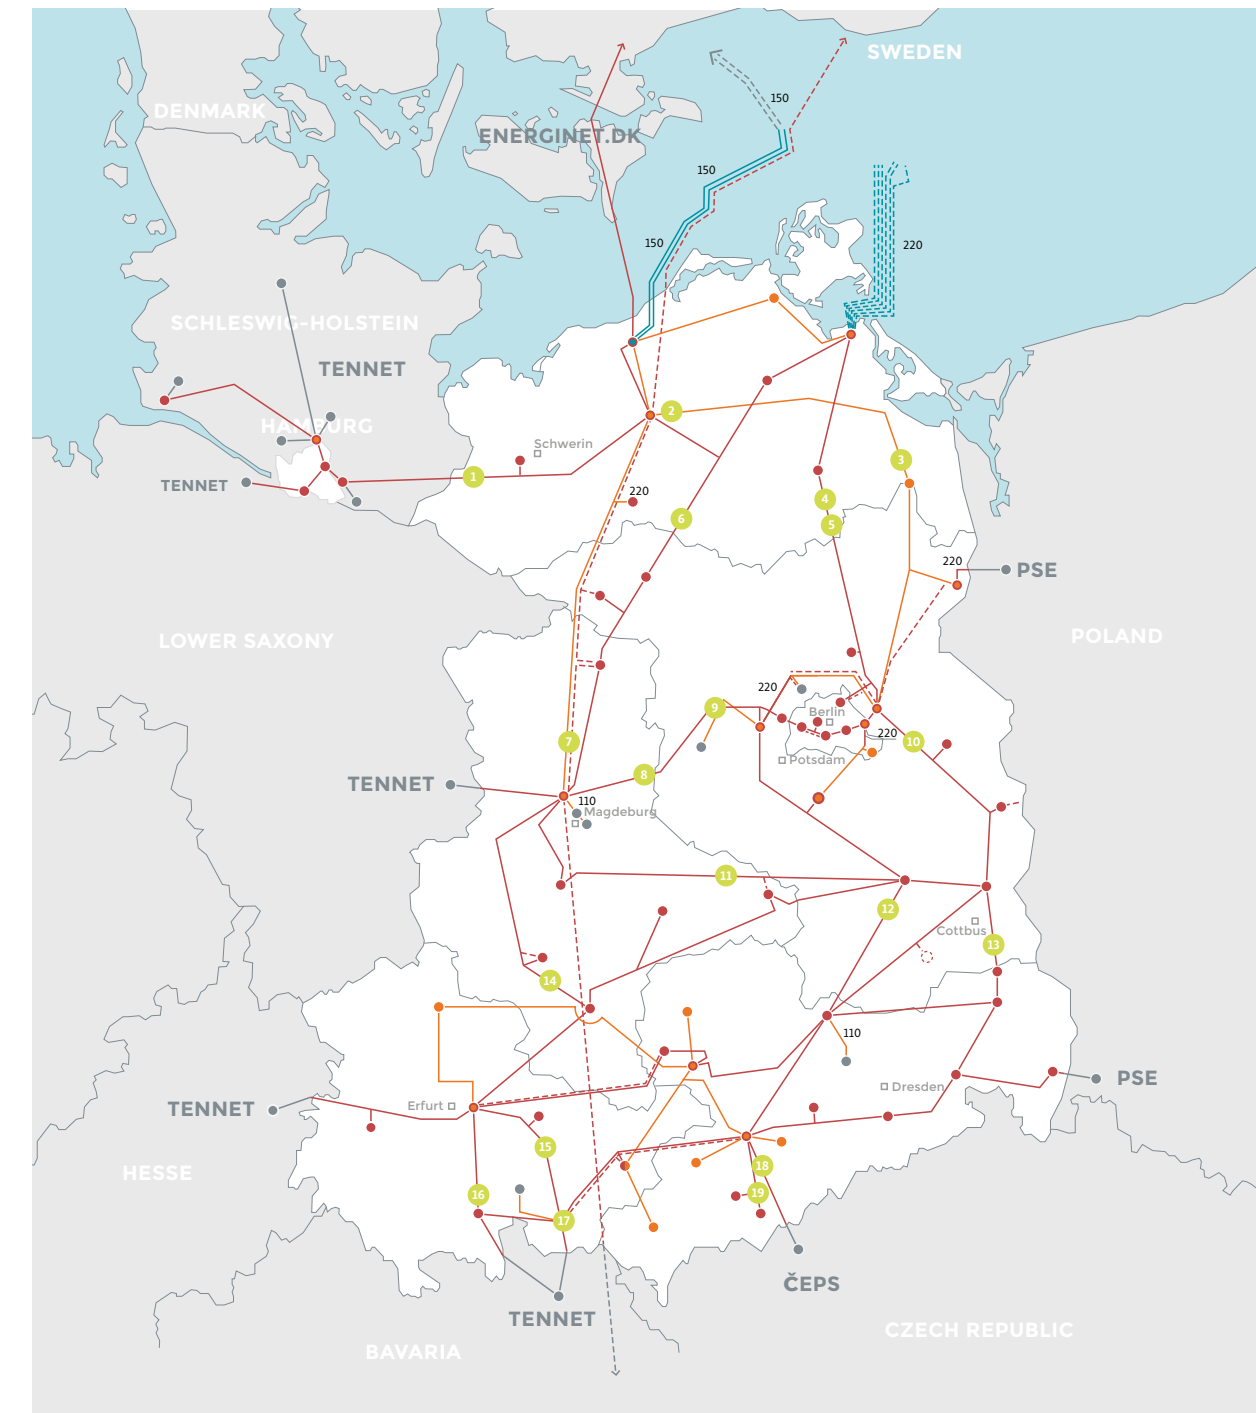 SWEDEN
150
DENMARK
ENERGINET.DK
150
150
220
SCHLESWIG-HOLSTEIN
TENNET
2
HAMBURG
Schwerin
3
1
TENNET
220
4
6
5
220
PSE
LOWER SAXONY
POLAND
220
9
Berlin
7
220
10
Potsdam
8
TENNET
110
Magdeburg
11
12
Cottbus
13
14
110
PSE
Dresden
TENNET
Erfurt
15
HESSE
18
16
19
17
ČEPS
TENNET
CZECH REPUBLIC
BAVARIA